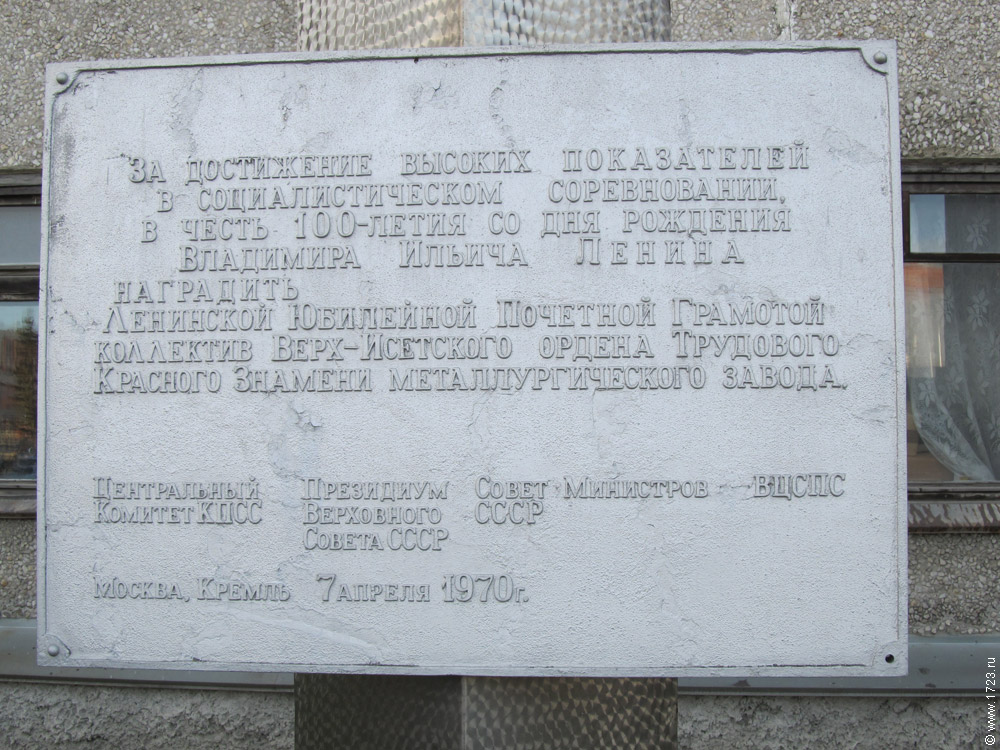 За достижение высоких показателей
в социалистическом соревновании,
в честь 100-летия со дня рождения
Владимира Ильича Ленина
наградить
Ленинской Юбилейной Почетной Грамотой
коллектив Верх-Исетского ордена Трудового
Красного Знамени металлургического завода.
Центральный Президиум Совет Министров ВЦСПС
Комитет КЦСС Верховного СССР
Совета СССР
Москва, Кремль 7 апреля 1970г.
© www.1723.ru